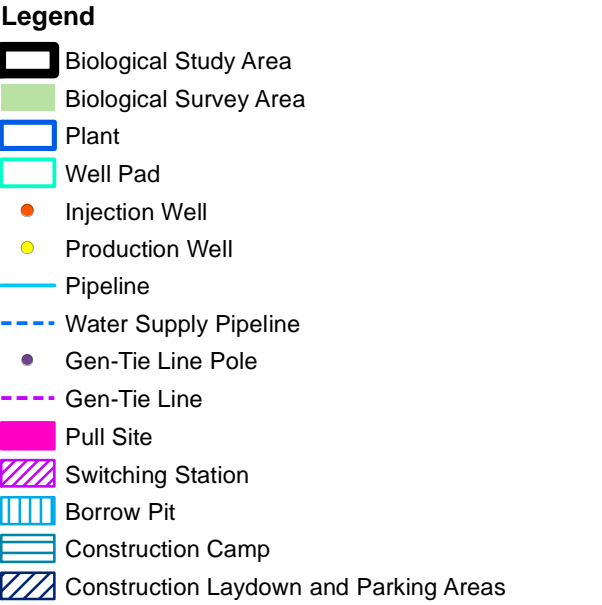 Legend
Biological Study Area
Biological Survey Area
Plant
Well Pad
Injection Well
Production Well
Pipeline
Water Supply Pipeline
Gen-Tie Line Pole
Gen-Tie Line
Pull Site
Switching Station
Borrow Pit
Construction Camp
Construction Laydown and Parking Areas